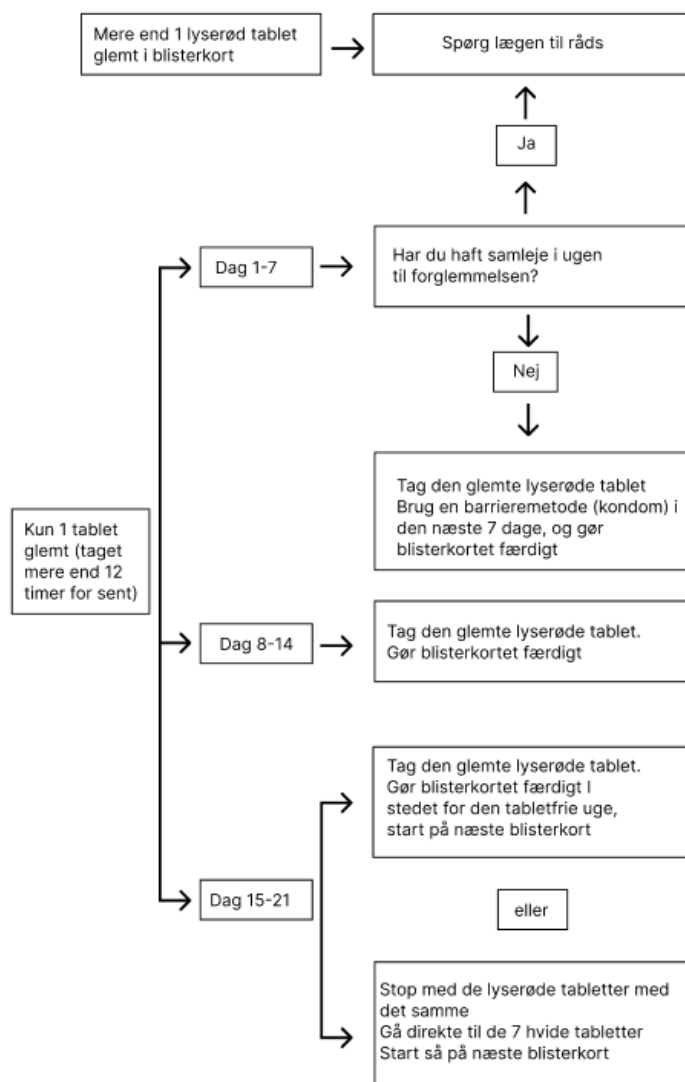 Mere end 1 lyserød tablet
glemt i blisterkort
Spørg lægen til råds
Ja
Dag 1-7
Har du haft samleje i ugen
til forglemmelsen?
Nej
Tag den glemte lyserøde tablet
Brug en barrieremetode (kondom) i
den næste 7 dage, og gør
blisterkortet færdigt
Kun 1 tablet
glemt (taget
mere end 12
timer for sent)
Dag 8-14
Tag den glemte lyserøde tablet.
Gør blisterkortet færdigt
Tag den glemte lyserøde tablet.
Gør blisterkortet færdigt I
stedet for den tabletfrie uge,
start på næste blisterkort
Dag 15-21
eller
Stop med de lyserøde tabletter med
det samme
Gå direkte til de 7 hvide tabletter
Start så på næste blisterkort